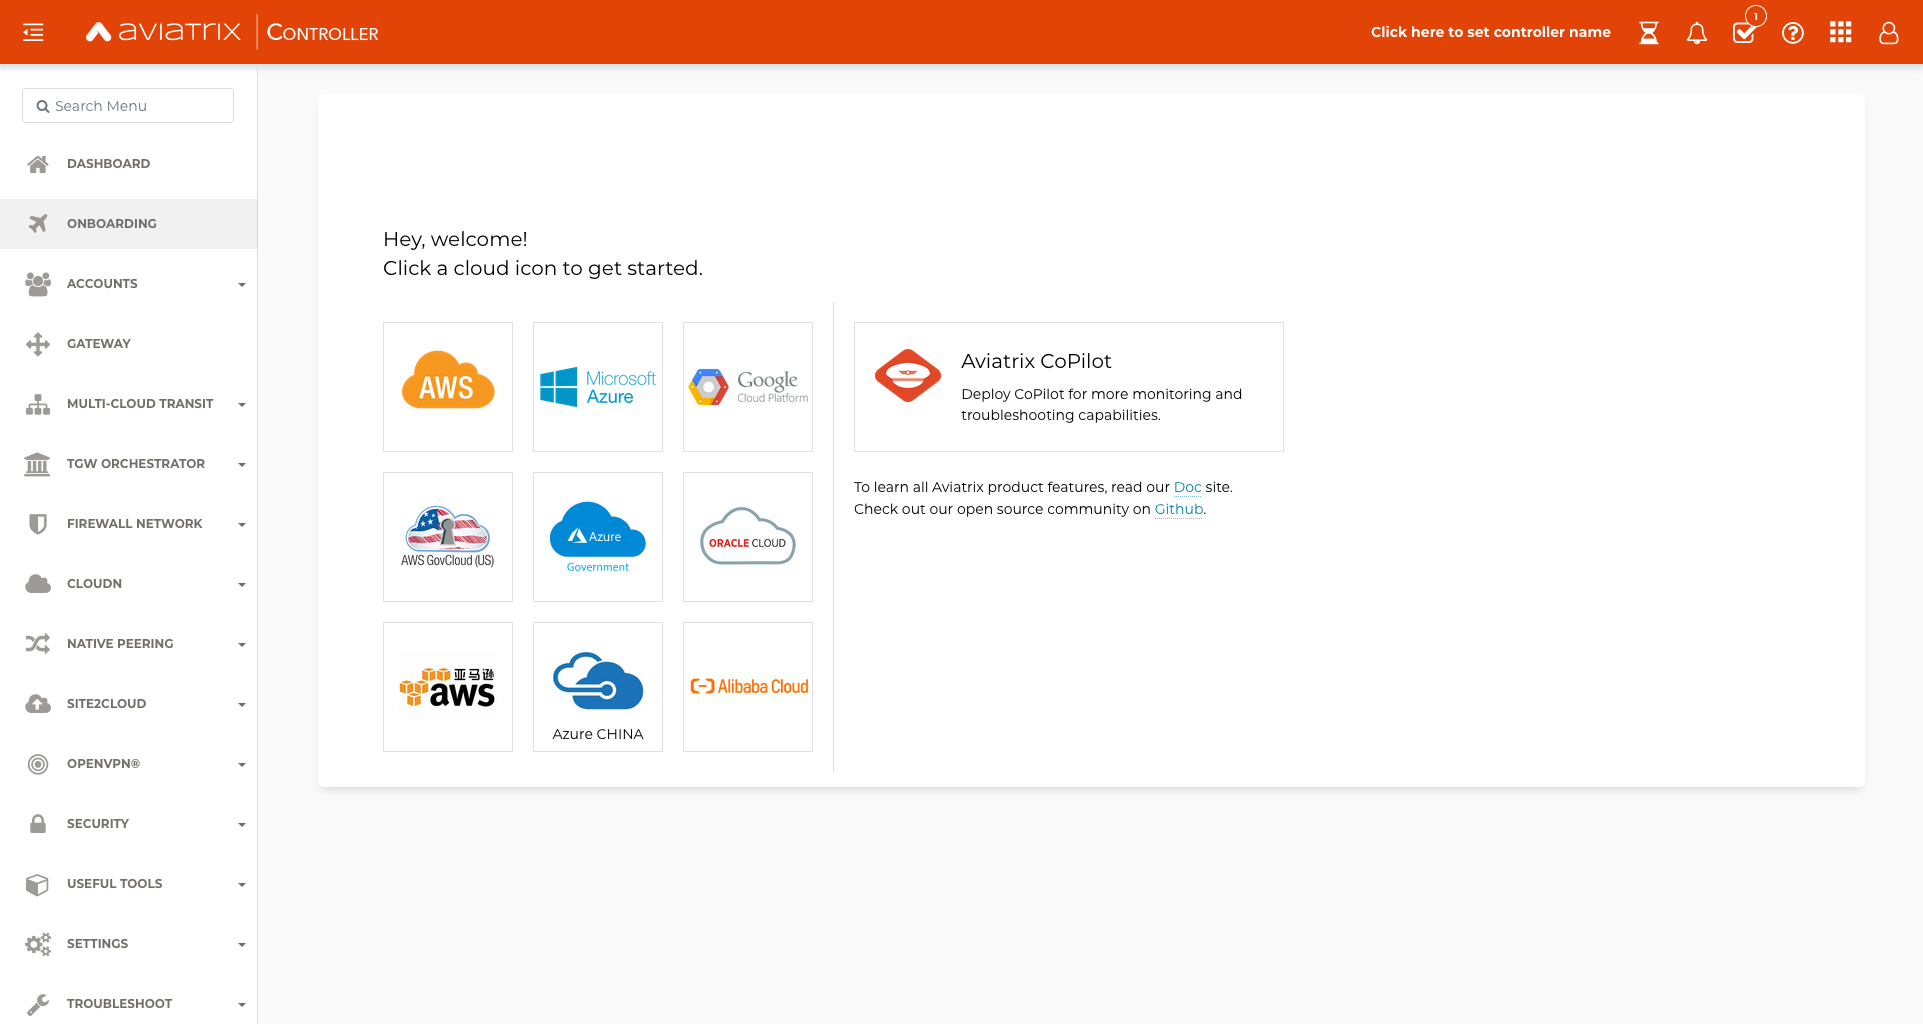 aviatrix
CONTROLLER
Click here to set controller name
1
Search Menu
DASHBOARD
ONBOARDING
ACCOUNTS
GATEWAY
MULTI-CLOUD TRANSIT
TGW ORCHESTRATOR
FIREWALL NETWORK
CLOUDN
NATIVE PEERING
SITE2CLOUD
OPENVPN®
SECURITY
USEFUL TOOLS
SETTINGS
TROUBLESHOOT
Hey, welcome!
Click a cloud icon to get started.
AWS
Microsoft
Azure
Google
Cloud Platform
AWS GovCloud (US)
Azure
Government
ORACLE CLOUD
亚马逊
aws
Azure CHINA
Alibaba Cloud
Aviatrix CoPilot
Deploy CoPilot for more monitoring and
troubleshooting capabilities.
To learn all Aviatrix product features, read our Doc site.
Check out our open source community on Github.